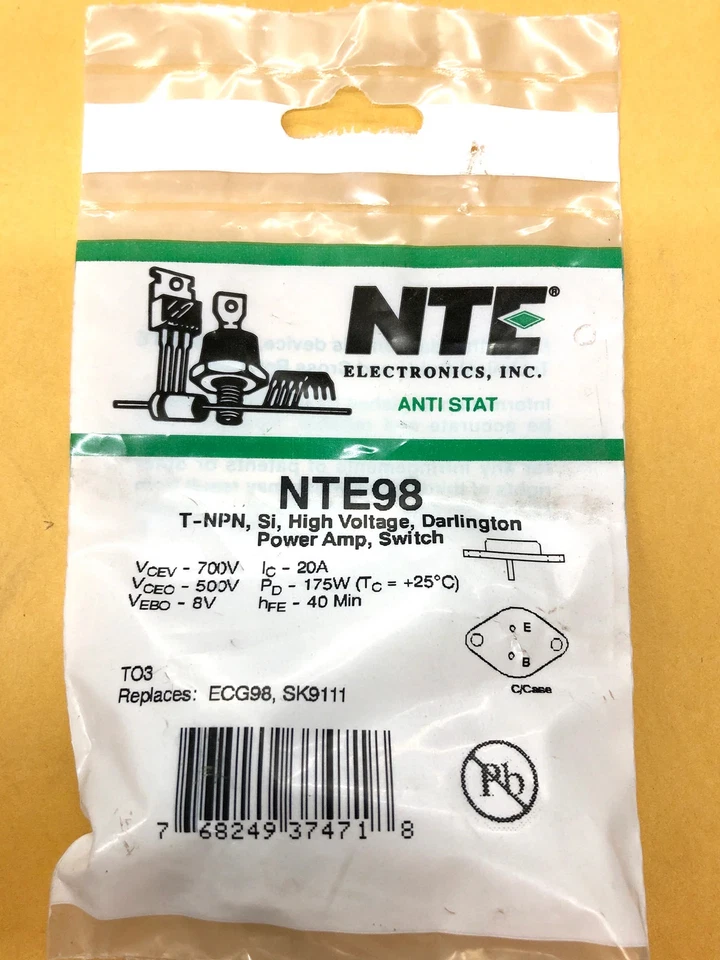 NTE®
ELECTRONICS, INC.
ANTI STAT
NTE98
T-NPN, Si, High Voltage, Darlington
Power Amp, Switch
VCEV - 700V IC - 20A
VCEO - 500V PD - 175W (TC = +25°C)
VEBO - 8V hFE - 40 Min
E
B
C/Case
TO3
Replaces: ECG98, SK9111
Pb
7 68249 37471 8